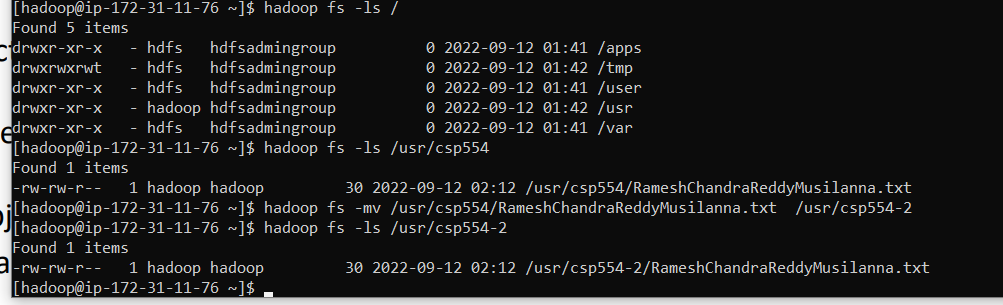 [hadoop@ip-172-31-11-76 ~]$ hadoop fs -ls /
Found 5 items
drwxr-xr-x   - hdfs   hdfsadmingroup          0 2022-09-12 01:41 /apps
drwxrwxrwt   - hdfs   hdfsadmingroup          0 2022-09-12 01:42 /tmp
drwxr-xr-x   - hdfs   hdfsadmingroup          0 2022-09-12 01:41 /user
drwxr-xr-x   - hadoop hdfsadmingroup          0 2022-09-12 01:42 /usr
drwxr-xr-x   - hdfs   hdfsadmingroup          0 2022-09-12 01:41 /var
[hadoop@ip-172-31-11-76 ~]$ hadoop fs -ls /usr/csp554
Found 1 items
-rw-rw-r--   1 hadoop hadoop         30 2022-09-12 02:12 /usr/csp554/RameshChandraReddyMusilanna.txt
[hadoop@ip-172-31-11-76 ~]$ hadoop fs -mv /usr/csp554/RameshChandraReddyMusilanna.txt  /usr/csp554-2
[hadoop@ip-172-31-11-76 ~]$ hadoop fs -ls /usr/csp554-2
Found 1 items
-rw-rw-r--   1 hadoop hadoop         30 2022-09-12 02:12 /usr/csp554-2/RameshChandraReddyMusilanna.txt
[hadoop@ip-172-31-11-76 ~]$